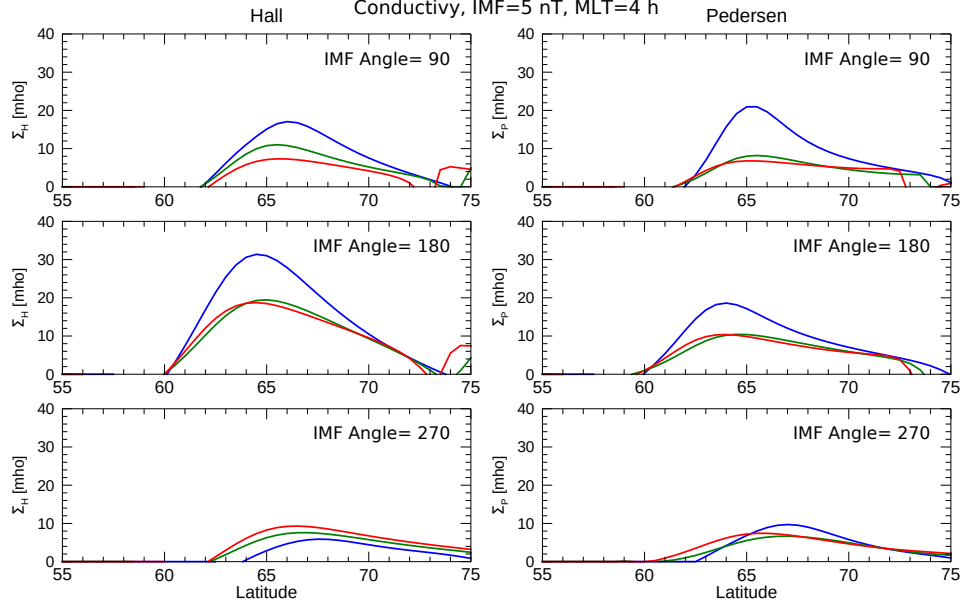 Conductivy, IMF=5 nT, MLT=4 h
Hall
Pedersen
40
30
20
10
0
Σ_H [mho]
IMF Angle= 90
55 60 65 70 75
40
30
20
10
0
Σ_P [mho]
IMF Angle= 90
55 60 65 70 75
40
30
20
10
0
Σ_H [mho]
IMF Angle= 180
55 60 65 70 75
40
30
20
10
0
Σ_P [mho]
IMF Angle= 180
55 60 65 70 75
40
30
20
10
0
Σ_H [mho]
IMF Angle= 270
55 60 65 70 75
Latitude
40
30
20
10
0
Σ_P [mho]
IMF Angle= 270
55 60 65 70 75
Latitude